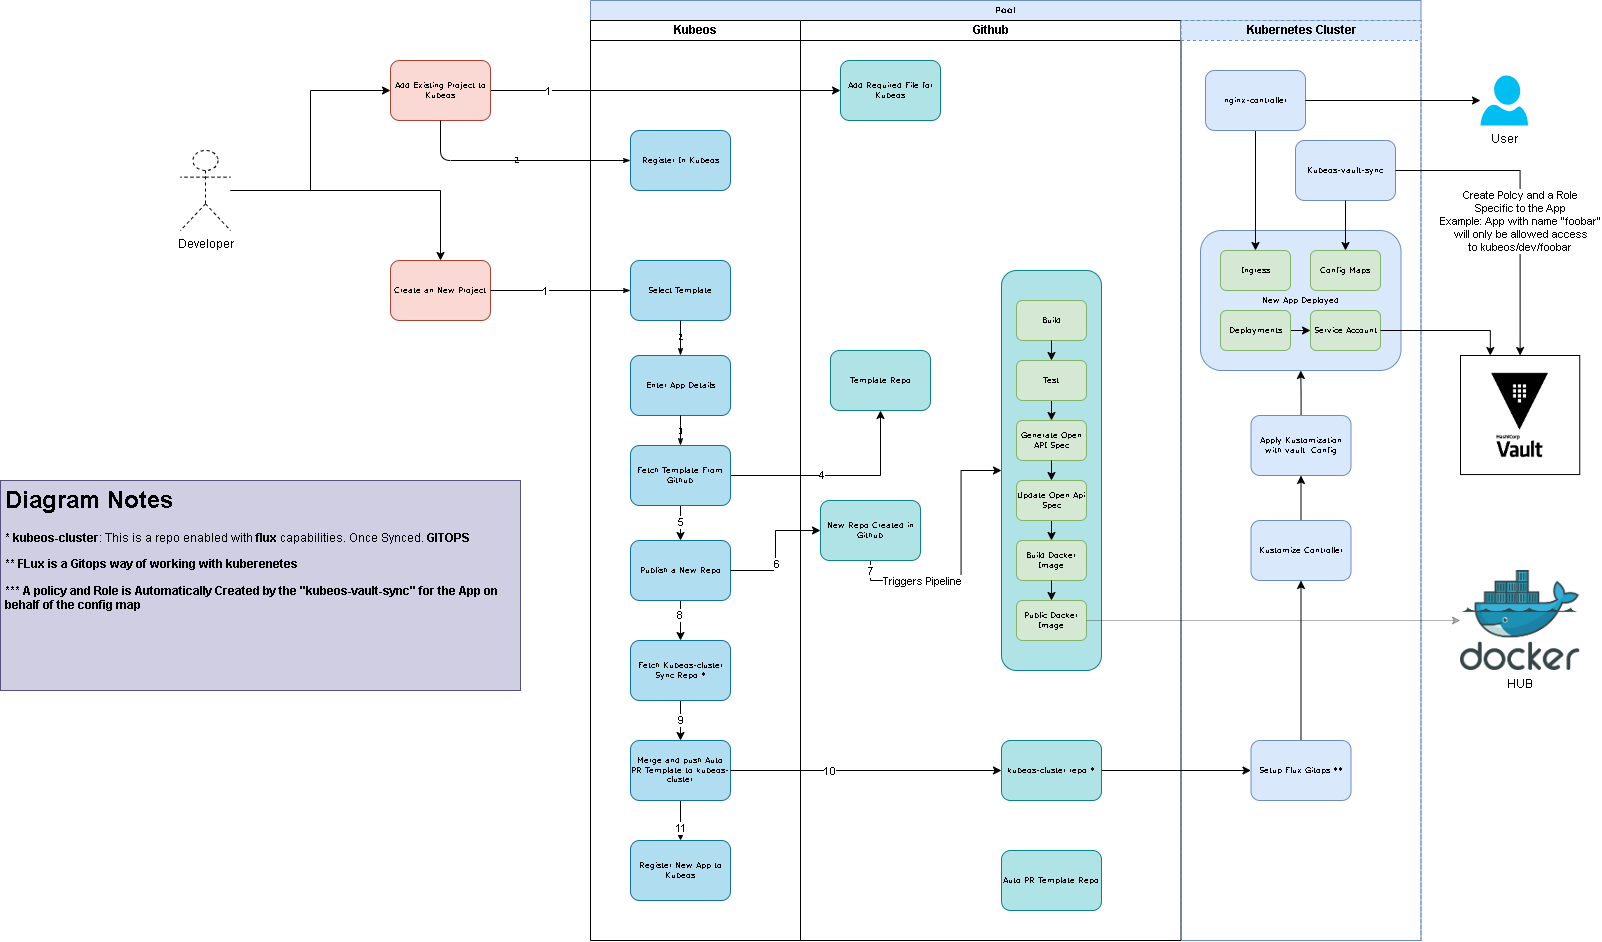 Pool
Kubeos
Github
Kubernetes Cluster
Add Existing Project to
Kubeos
1
Add Required File for
Kubeos
nginx-controller
User
2
Register In Kubeos
Kubeos-vault-sync
Create Polcy and a Role
Specific to the App
Example: App with name "foobar"
will only be allowed access
to kubeos/dev/foobar
Developer
Create an New Project
1
Select Template
2
Enter App Details
3
Fetch Template From
Github
4
Template Repo
5
Publish a New Repo
6
New Repo Created in
Github
7
Triggers Pipeline
8
Fetch Kubeos-cluster
Sync Repo *
9
Merge and push Auto
PR Template to kubeos-
cluster
10
kubeos-cluster repo *
11
Register New App to
Kubeos
Auto PR Template Repo
Build
Test
Generate Open
API Spec
Update Open Api
Spec
Build Docker
Image
Public Docker
Image
Ingress
Config Maps
New App Deployed
Deployments
Service Account
Apply Kustomization
with vault Config
Kustomize Controller
Setup Flux Gitops **
HashiCorp
Vault
docker
HUB
Diagram Notes
* kubeos-cluster: This is a repo enabled with flux capabilities. Once Synced. GITOPS
** FLux is a Gitops way of working with kuberenetes
*** A policy and Role is Automatically Created by the "kubeos-vault-sync" for the App on
behalf of the config map